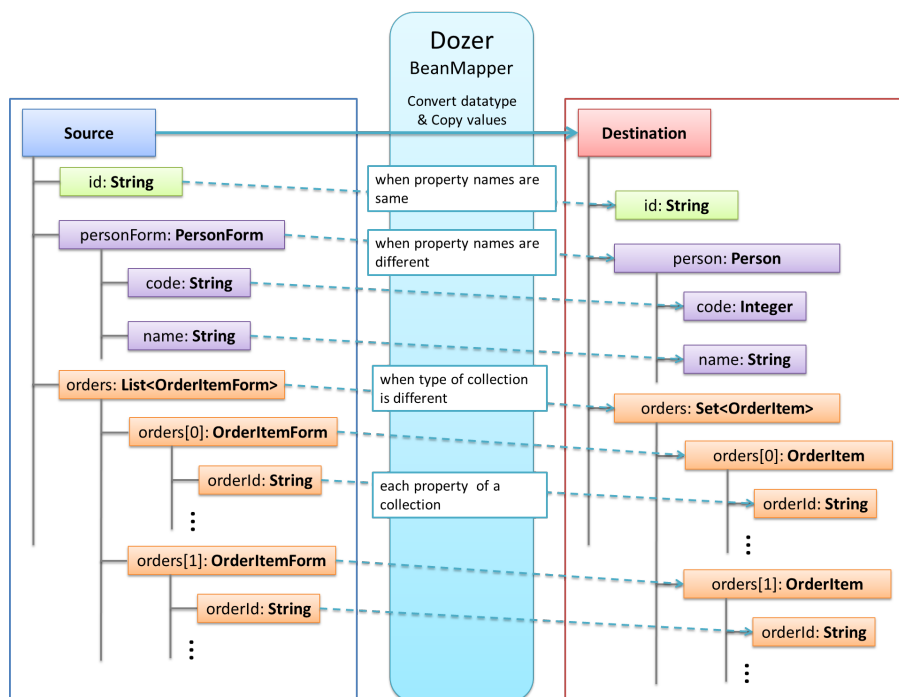 Dozer
BeanMapper
Convert datatype
& Copy values
Source
Destination
id: String
when property names are
same
id: String
personForm: PersonForm
when property names are
different
person: Person
code: String
code: Integer
name: String
name: String
orders: List<OrderItemForm>
when type of collection
is different
orders: Set<OrderItem>
orders[0]: OrderItemForm
orders[0]: OrderItem
orderId: String
each property of a
collection
orderId: String
orders[1]: OrderItemForm
orders[1]: OrderItem
orderId: String
orderId: String